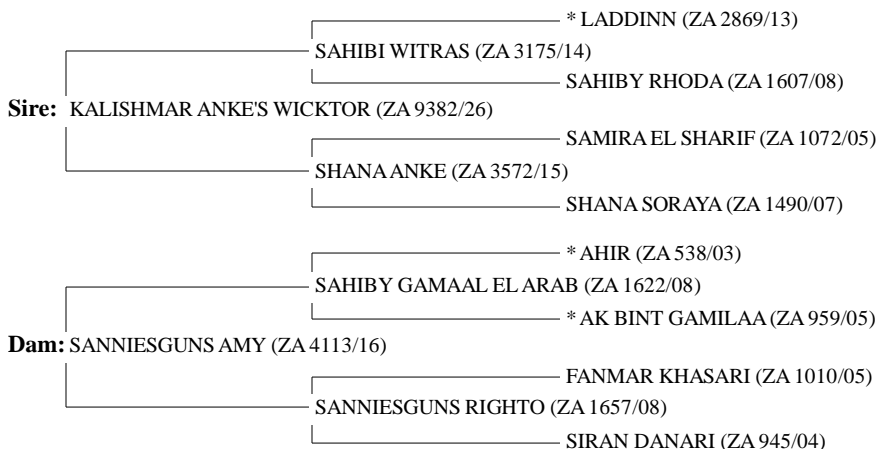 * LADDINN (ZA 2869/13)
SAHIBI WITRAS (ZA 3175/14)
SAHIBY RHODA (ZA 1607/08)
Sire: KALISHMAR ANKE'S WICKTOR (ZA 9382/26)
SAMIRA EL SHARIF (ZA 1072/05)
SHANA ANKE (ZA 3572/15)
SHANA SORAYA (ZA 1490/07)
* AHIR (ZA 538/03)
SAHIBY GAMAAL EL ARAB (ZA 1622/08)
* AK BINT GAMILAA (ZA 959/05)
Dam: SANNIESGUNS AMY (ZA 4113/16)
FANMAR KHASARI (ZA 1010/05)
SANNIESGUNS RIGHTO (ZA 1657/08)
SIRAN DANARI (ZA 945/04)